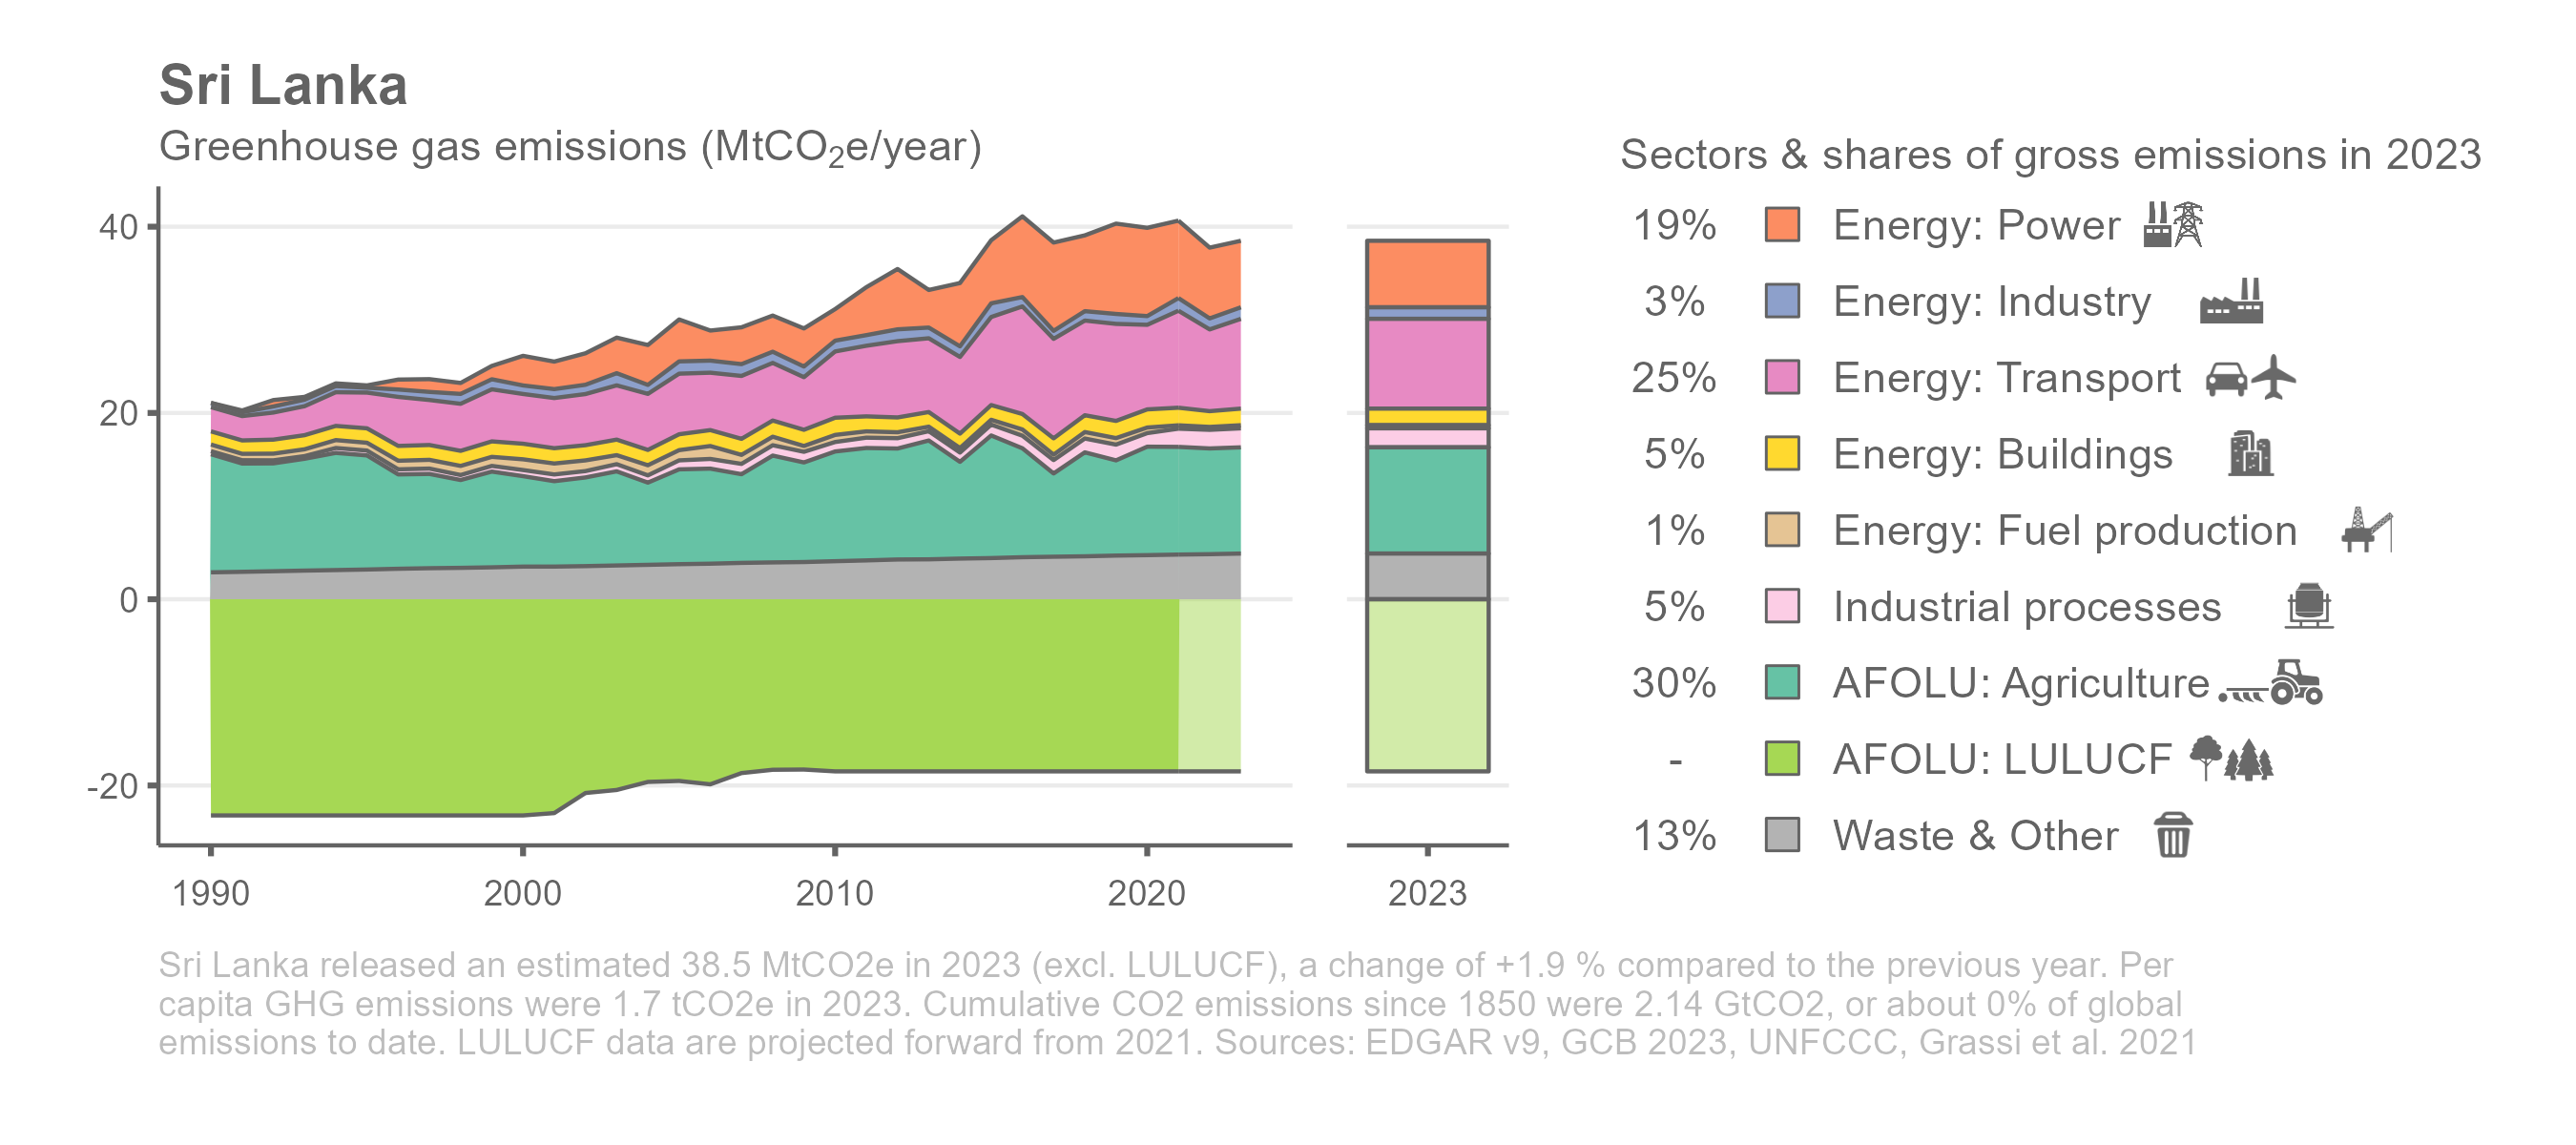 Sri Lanka
Greenhouse gas emissions (MtCO₂e/year)
40
20
0
-20
1990 2000 2010 2020 2023
Sectors & shares of gross emissions in 2023
19% Energy: Power
3% Energy: Industry
25% Energy: Transport
5% Energy: Buildings
1% Energy: Fuel production
5% Industrial processes
30% AFOLU: Agriculture
- AFOLU: LULUCF
13% Waste & Other
Sri Lanka released an estimated 38.5 MtCO2e in 2023 (excl. LULUCF), a change of +1.9 % compared to the previous year. Per
capita GHG emissions were 1.7 tCO2e in 2023. Cumulative CO2 emissions since 1850 were 2.14 GtCO2, or about 0% of global
emissions to date. LULUCF data are projected forward from 2021. Sources: EDGAR v9, GCB 2023, UNFCCC, Grassi et al. 2021